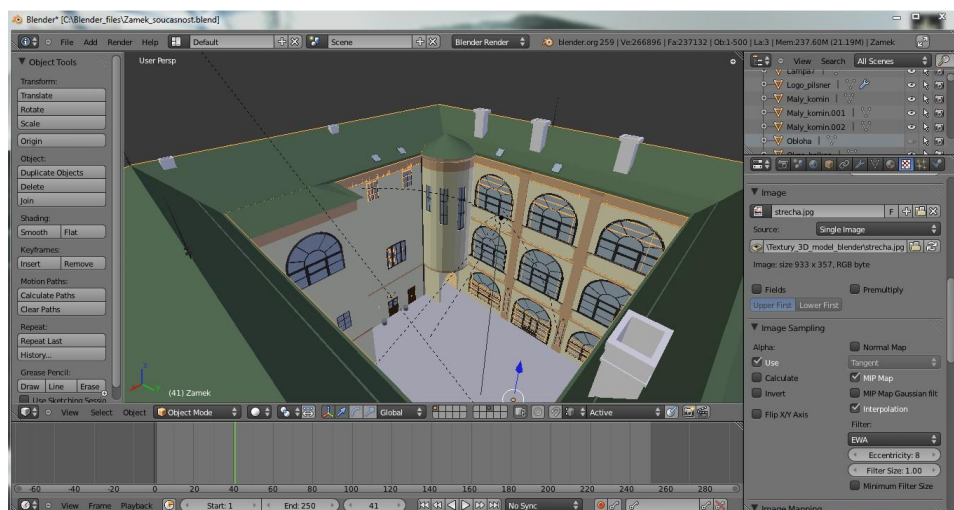 Blender* [C:\Blender_files\Zamek_soucasnost.blend]
File Add Render Help Default Scene Blender Render blender.org 259 | Ve:266896 | Fa:237132 | Ob:1-500 | La:3 | Mem:237.60M (21.19M) | Zamek
Object Tools
Transform:
Translate
Rotate
Scale
Origin
Object:
Duplicate Objects
Delete
Join
Shading:
Smooth Flat
Keyframes:
Insert Remove
Motion Paths:
Calculate Paths
Clear Paths
Repeat:
Repeat Last
History...
Grease Pencil:
Draw Line Erase
Use Sketching Sessio
User Persp
(41) Zamek
View Select Object Object Mode Global Active
-60 -40 -20 0 20 40 60 80 100 120 140 160 180 200 220 240 260 280
View Frame Playback Start: 1 End: 250 41 No Sync
View Search All Scenes
Lampa7
Logo_pilsner
Maly_komin
Maly_komin.001
Maly_komin.002
Obloha
Image
strecha.jpg F
Source: Single Image
\Textury_3D_model_blender\strecha.jpg
Image: size 933 x 357, RGB byte
Fields Premultiply
Upper First Lower First
Image Sampling
Alpha: Normal Map
Use Tangent
Calculate MIP Map
Invert MIP Map Gaussian filt
Flip X/Y Axis Interpolation
Filter:
EWA
Eccentricity: 8
Filter Size: 1.00
Minimum Filter Size
Image Mapping